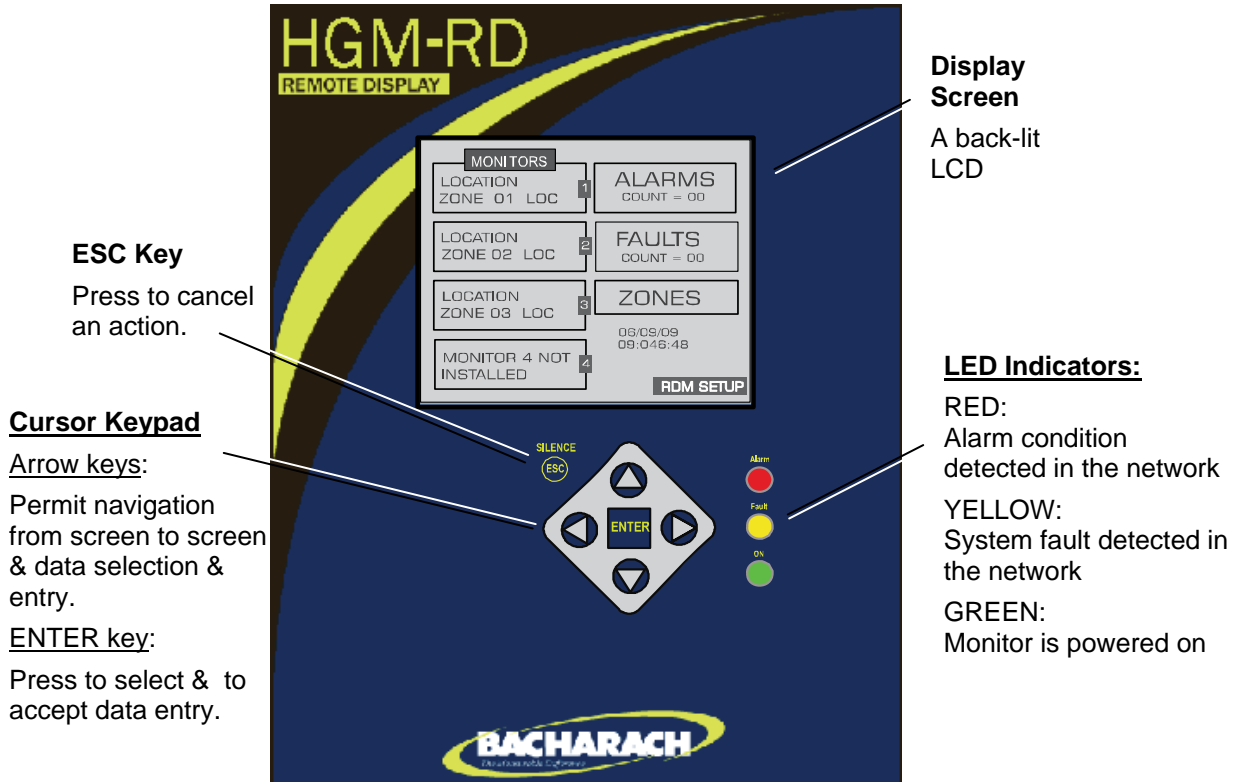 HGM-RD
REMOTE DISPLAY
MONITORS
LOCATION
ZONE 01 LOC
1
ALARMS
COUNT = 00
LOCATION
ZONE 02 LOC
2
FAULTS
COUNT = 00
LOCATION
ZONE 03 LOC
3
ZONES
06/09/09
09:046:48
MONITOR 4 NOT
INSTALLED
4
RDM SETUP
Display
Screen
A back-lit
LCD
ESC Key
Press to cancel
an action.
Cursor Keypad
Arrow keys:
Permit navigation
from screen to screen
& data selection &
entry.
ENTER key:
Press to select & to
accept data entry.
SILENCE
ESC
ENTER
Alarm
Fault
ON
LED Indicators:
RED:
Alarm condition
detected in the network
YELLOW:
System fault detected in
the network
GREEN:
Monitor is powered on
BACHARACH